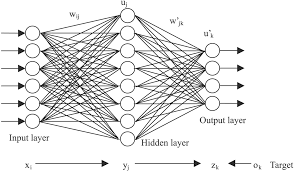 w_ij
u_j
w'_jk
u'_k
Input layer
Hidden layer
Output layer
x_i
y_j
z_k
o_k
Target